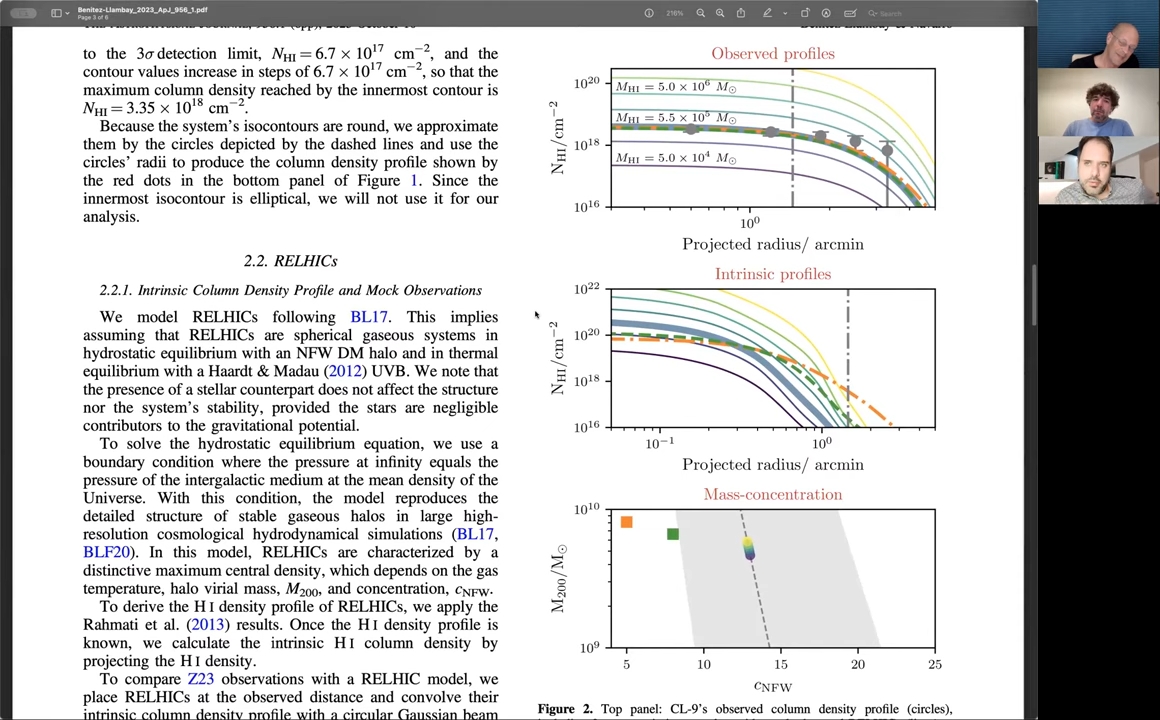 Benitez-Llambay_2023_ApJ_956_1.pdf
Page 3 of 6
216%
Search
to the 3σ detection limit, N_HI = 6.7 × 10^17 cm^−2, and the
contour values increase in steps of 6.7 × 10^17 cm^−2, so that the
maximum column density reached by the innermost contour is
N_HI = 3.35 × 10^18 cm^−2.
Because the system's isocontours are round, we approximate
them by the circles depicted by the dashed lines and use the
circles' radii to produce the column density profile shown by
the red dots in the bottom panel of Figure 1. Since the
innermost isocontour is elliptical, we will not use it for our
analysis.
2.2. RELHICs
2.2.1. Intrinsic Column Density Profile and Mock Observations
We model RELHICs following BL17. This implies
assuming that RELHICs are spherical gaseous systems in
hydrostatic equilibrium with an NFW DM halo and in thermal
equilibrium with a Haardt & Madau (2012) UVB. We note that
the presence of a stellar counterpart does not affect the structure
nor the system's stability, provided the stars are negligible
contributors to the gravitational potential.
To solve the hydrostatic equilibrium equation, we use a
boundary condition where the pressure at infinity equals the
pressure of the intergalactic medium at the mean density of the
Universe. With this condition, the model reproduces the
detailed structure of stable gaseous halos in large high-
resolution cosmological hydrodynamical simulations (BL17,
BLF20). In this model, RELHICs are characterized by a
distinctive maximum central density, which depends on the gas
temperature, halo virial mass, M_200, and concentration, c_NFW.
To derive the H I density profile of RELHICs, we apply the
Rahmati et al. (2013) results. Once the H I density profile is
known, we calculate the intrinsic H I column density by
projecting the H I density.
To compare Z23 observations with a RELHIC model, we
place RELHICs at the observed distance and convolve their
intrinsic column density profile with a circular Gaussian beam
Observed profiles
10^20
10^18
10^16
N_HI/cm^−2
M_HI = 5.0 × 10^6 M_⊙
M_HI = 5.5 × 10^5 M_⊙
M_HI = 5.0 × 10^4 M_⊙
10^0
Projected radius/ arcmin
Intrinsic profiles
10^22
10^20
10^18
10^16
N_HI/cm^−2
10^−1 10^0
Projected radius/ arcmin
Mass-concentration
10^10
10^9
M_200/M_⊙
5 10 15 20 25
c_NFW
Figure 2. Top panel: CL-9's observed column density profile (circles),